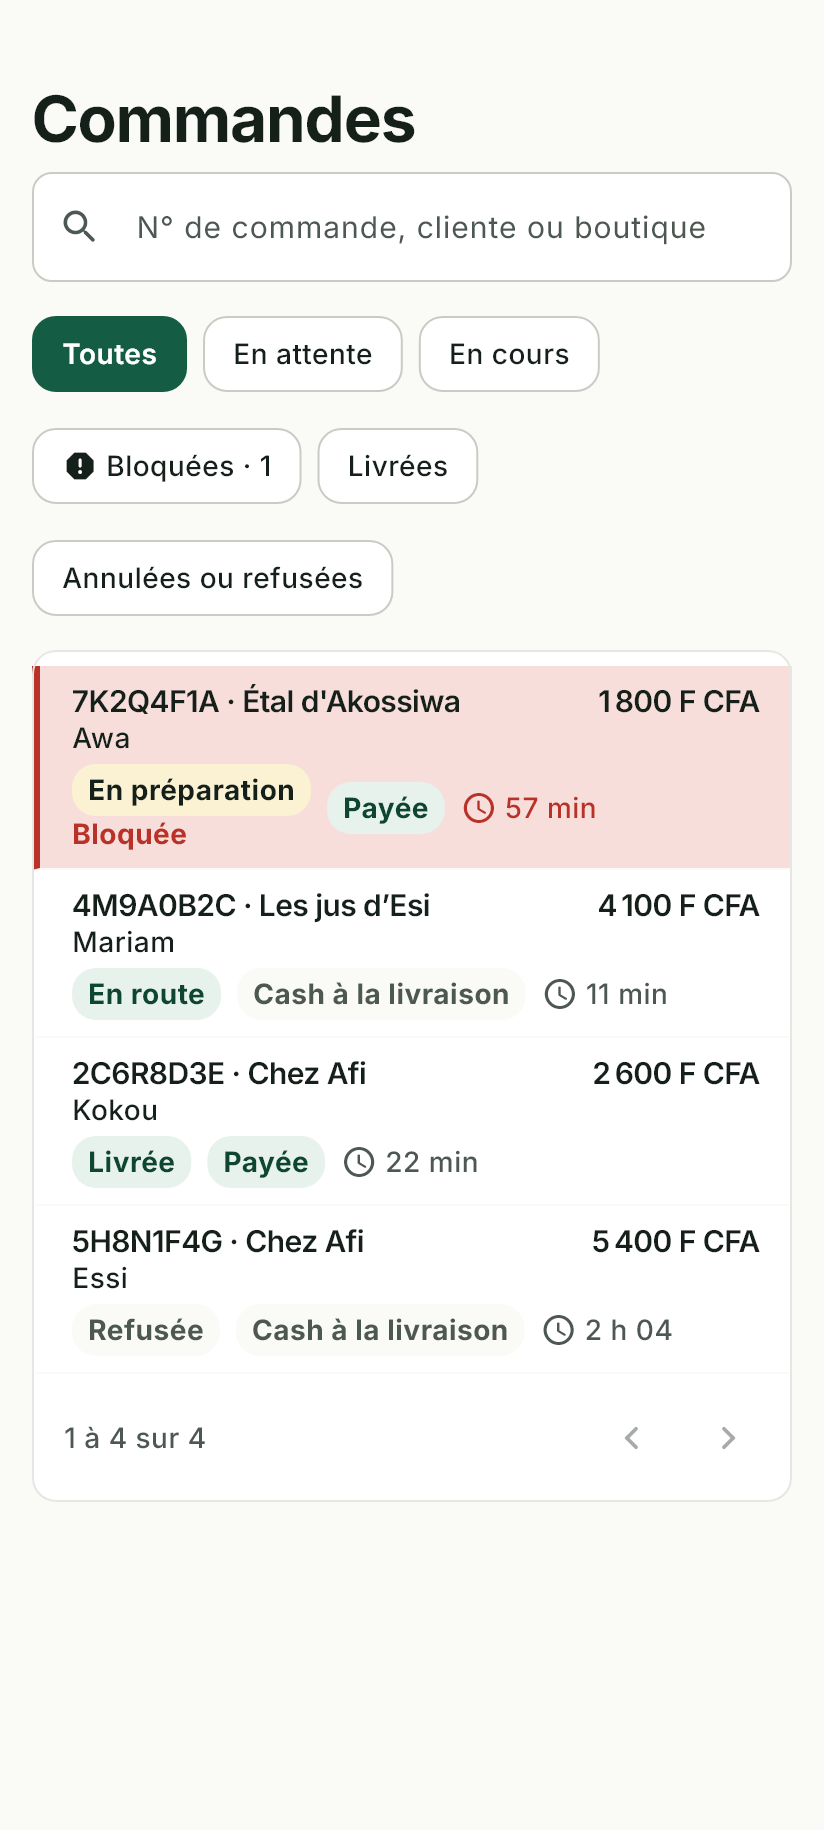 Commandes
N° de commande, cliente ou boutique
Toutes
En attente
En cours
Bloquées · 1
Livrées
Annulées ou refusées
7K2Q4F1A · Étal d'Akossiwa
1 800 F CFA
Awa
En préparation
Payée
57 min
Bloquée
4M9A0B2C · Les jus d’Esi
4 100 F CFA
Mariam
En route
Cash à la livraison
11 min
2C6R8D3E · Chez Afi
2 600 F CFA
Kokou
Livrée
Payée
22 min
5H8N1F4G · Chez Afi
5 400 F CFA
Essi
Refusée
Cash à la livraison
2 h 04
1 à 4 sur 4